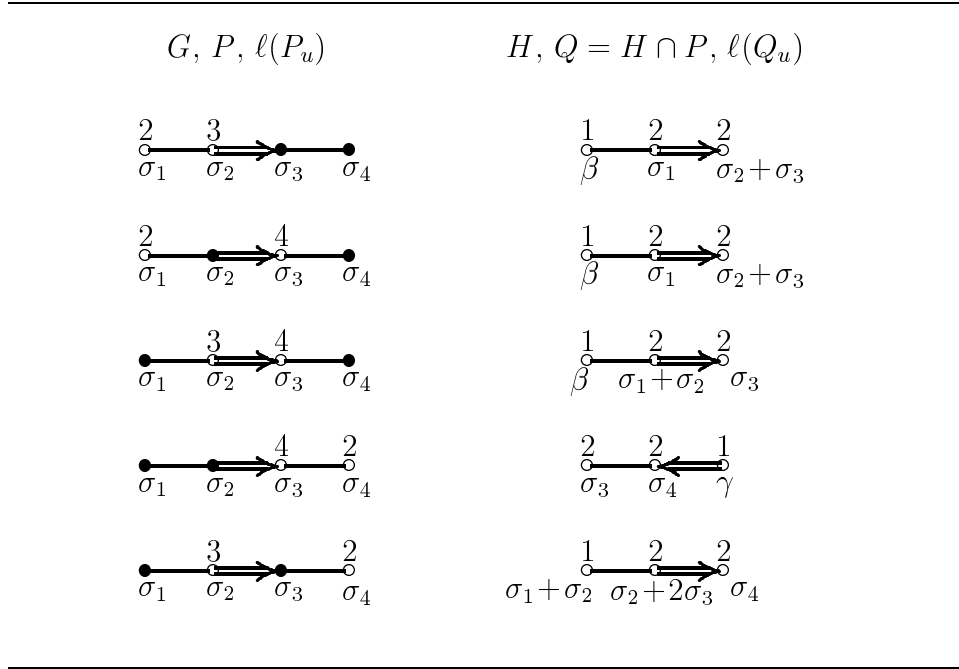 G, P, ℓ(Pᵤ) H, Q = H ∩ P, ℓ(Qᵤ)
2 3 1 2 2
σ₁ σ₂ σ₃ σ₄ β σ₁ σ₂+σ₃
2 4 1 2 2
σ₁ σ₂ σ₃ σ₄ β σ₁ σ₂+σ₃
3 4 1 2 2
σ₁ σ₂ σ₃ σ₄ β σ₁+σ₂ σ₃
4 2 2 2 1
σ₁ σ₂ σ₃ σ₄ σ₃ σ₄ γ
3 2 1 2 2
σ₁ σ₂ σ₃ σ₄ σ₁+σ₂ σ₂+2σ₃ σ₄